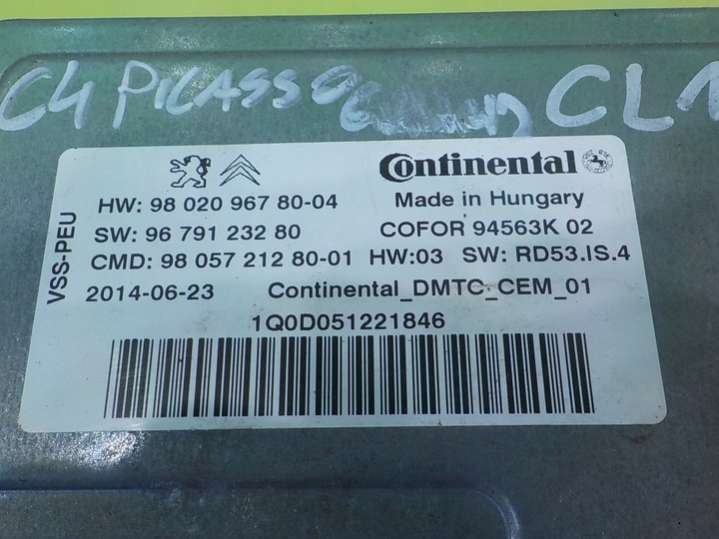 C4 PICASSO CL1
VSS-PEU
Continental
HW: 98 020 967 80-04 Made in Hungary
SW: 96 791 232 80 COFOR 94563K 02
CMD: 98 057 212 80-01 HW:03 SW: RD53.IS.4
2014-06-23 Continental_DMTC_CEM_01
1Q0D051221846